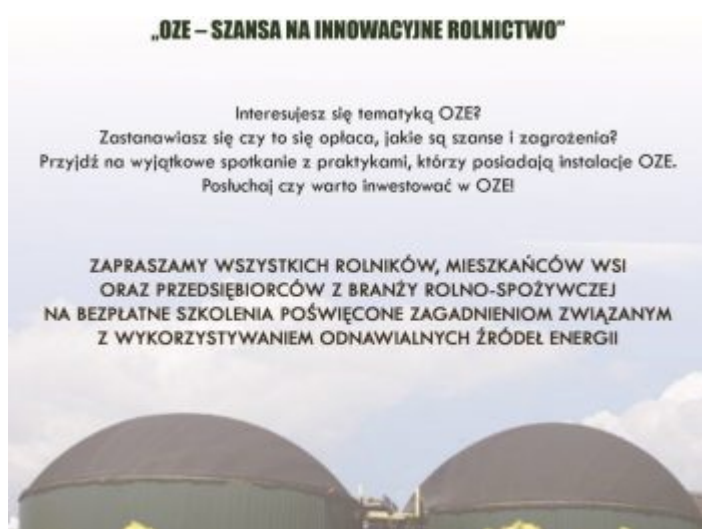 „OZE – SZANSA NA INNOWACYJNE ROLNICTWO”
Interesujesz się tematyką OZE?
Zastanawiasz się czy to się opłaca, jakie są szanse i zagrożenia?
Przyjdź na wyjątkowe spotkanie z praktykami, którzy posiadają instalacje OZE.
Posłuchaj czy warto inwestować w OZE!
ZAPRASZAMY WSZYSTKICH ROLNIKÓW, MIESZKAŃCÓW WSI
ORAZ PRZEDSIĘBIORCÓW Z BRANŻY ROLNO-SPOŻYWCZEJ
NA BEZPŁATNE SZKOLENIA POŚWIĘCONE ZAGADNIENIOM ZWIĄZANYM
Z WYKORZYSTYWANIEM ODNAWIALNYCH ŹRÓDEŁ ENERGII